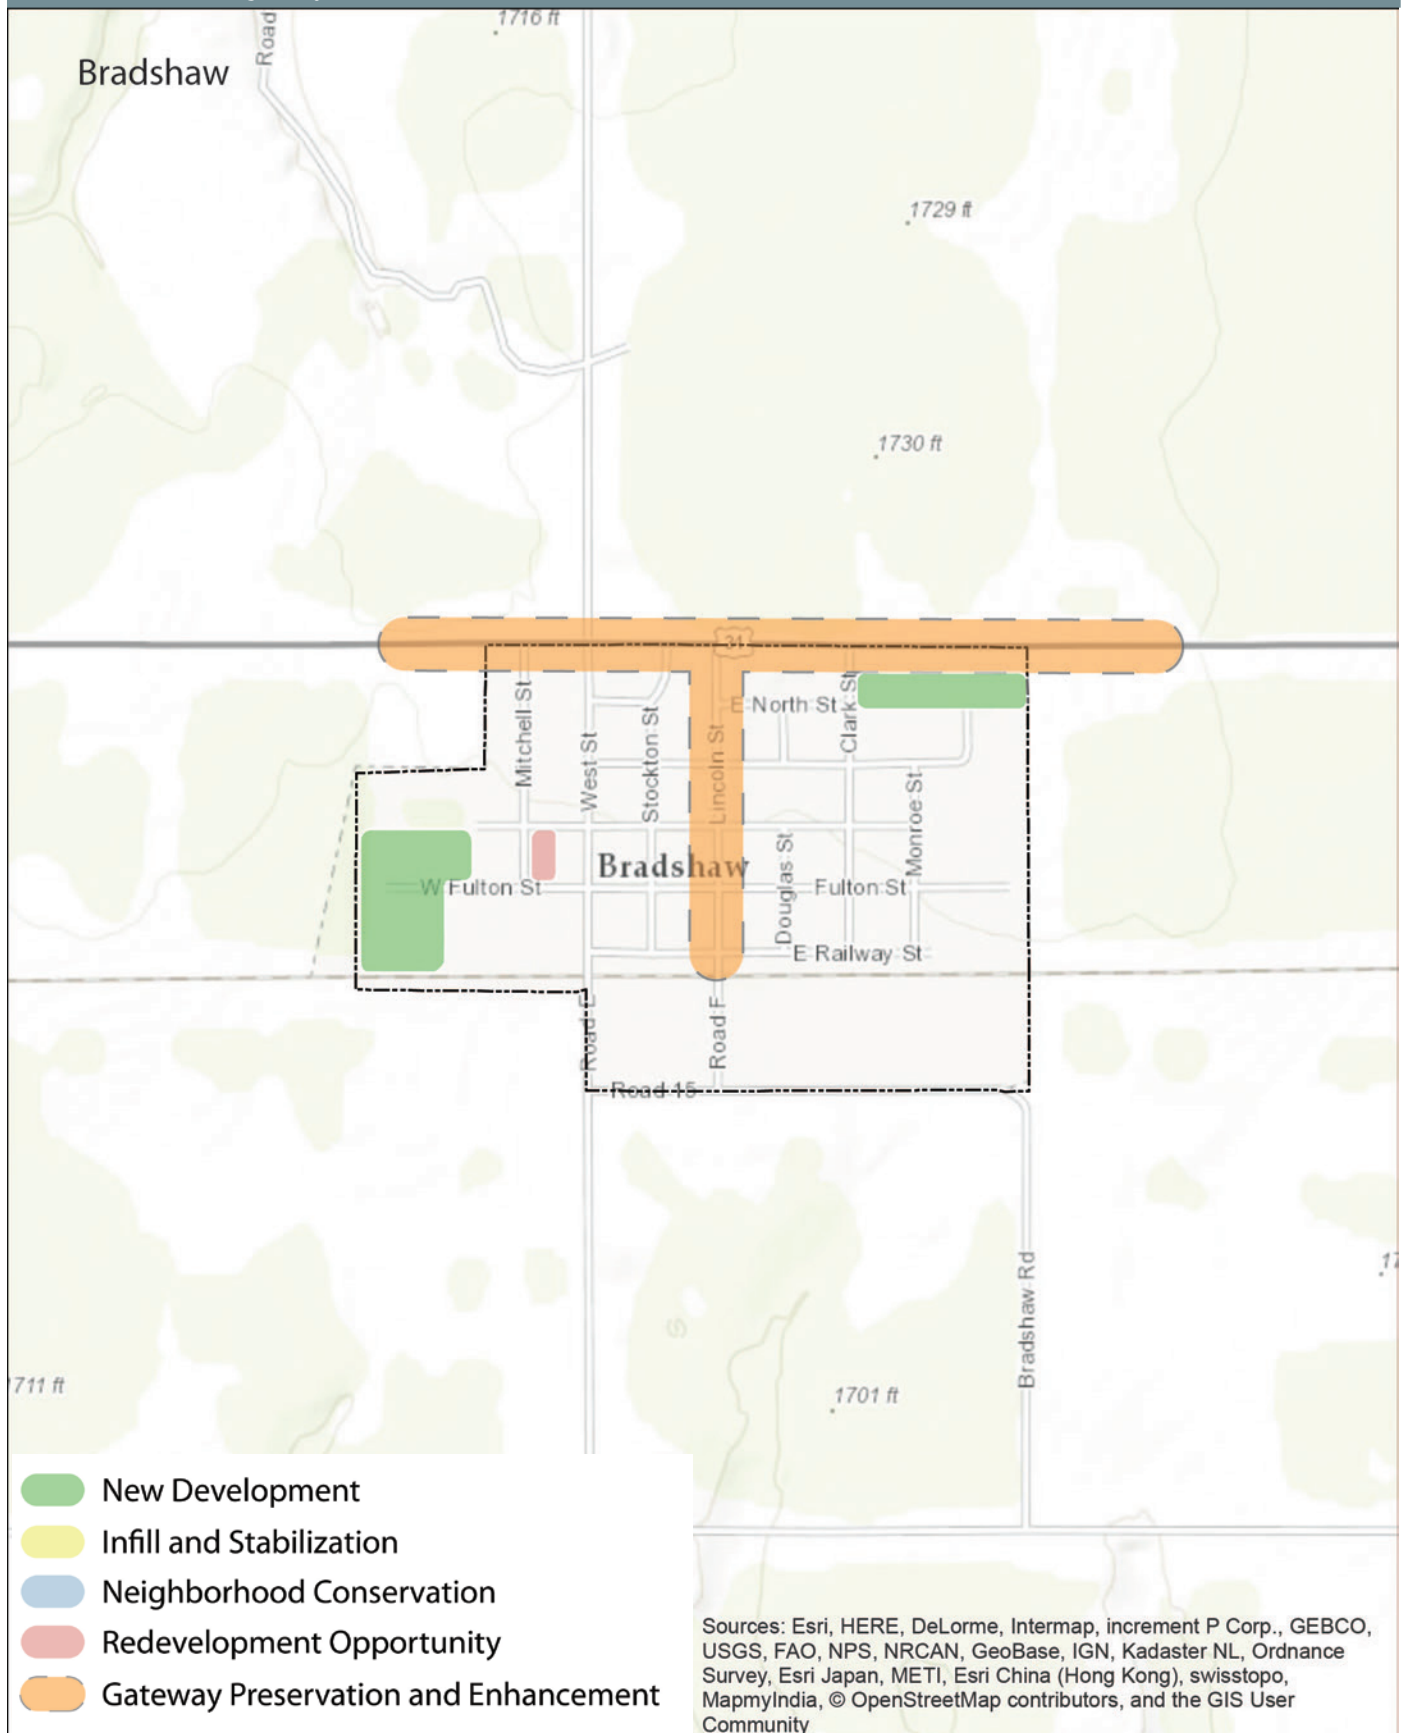 1716 ft
Road
Bradshaw
1729 ft
1730 ft
Mitchell St
West St
Stockton St
Lincoln St
E North St
Clark St
Monroe St
Bradshaw
Douglas St
W Fulton St
Fulton St
E Railway St
Road E
Road F
Road 15
Bradshaw Rd
711 ft
1701 ft
New Development
Infill and Stabilization
Neighborhood Conservation
Redevelopment Opportunity
Gateway Preservation and Enhancement
Sources: Esri, HERE, DeLorme, Intermap, increment P Corp., GEBCO,
USGS, FAO, NPS, NRCAN, GeoBase, IGN, Kadaster NL, Ordnance
Survey, Esri Japan, METI, Esri China (Hong Kong), swisstopo,
MapmyIndia, © OpenStreetMap contributors, and the GIS User
Community